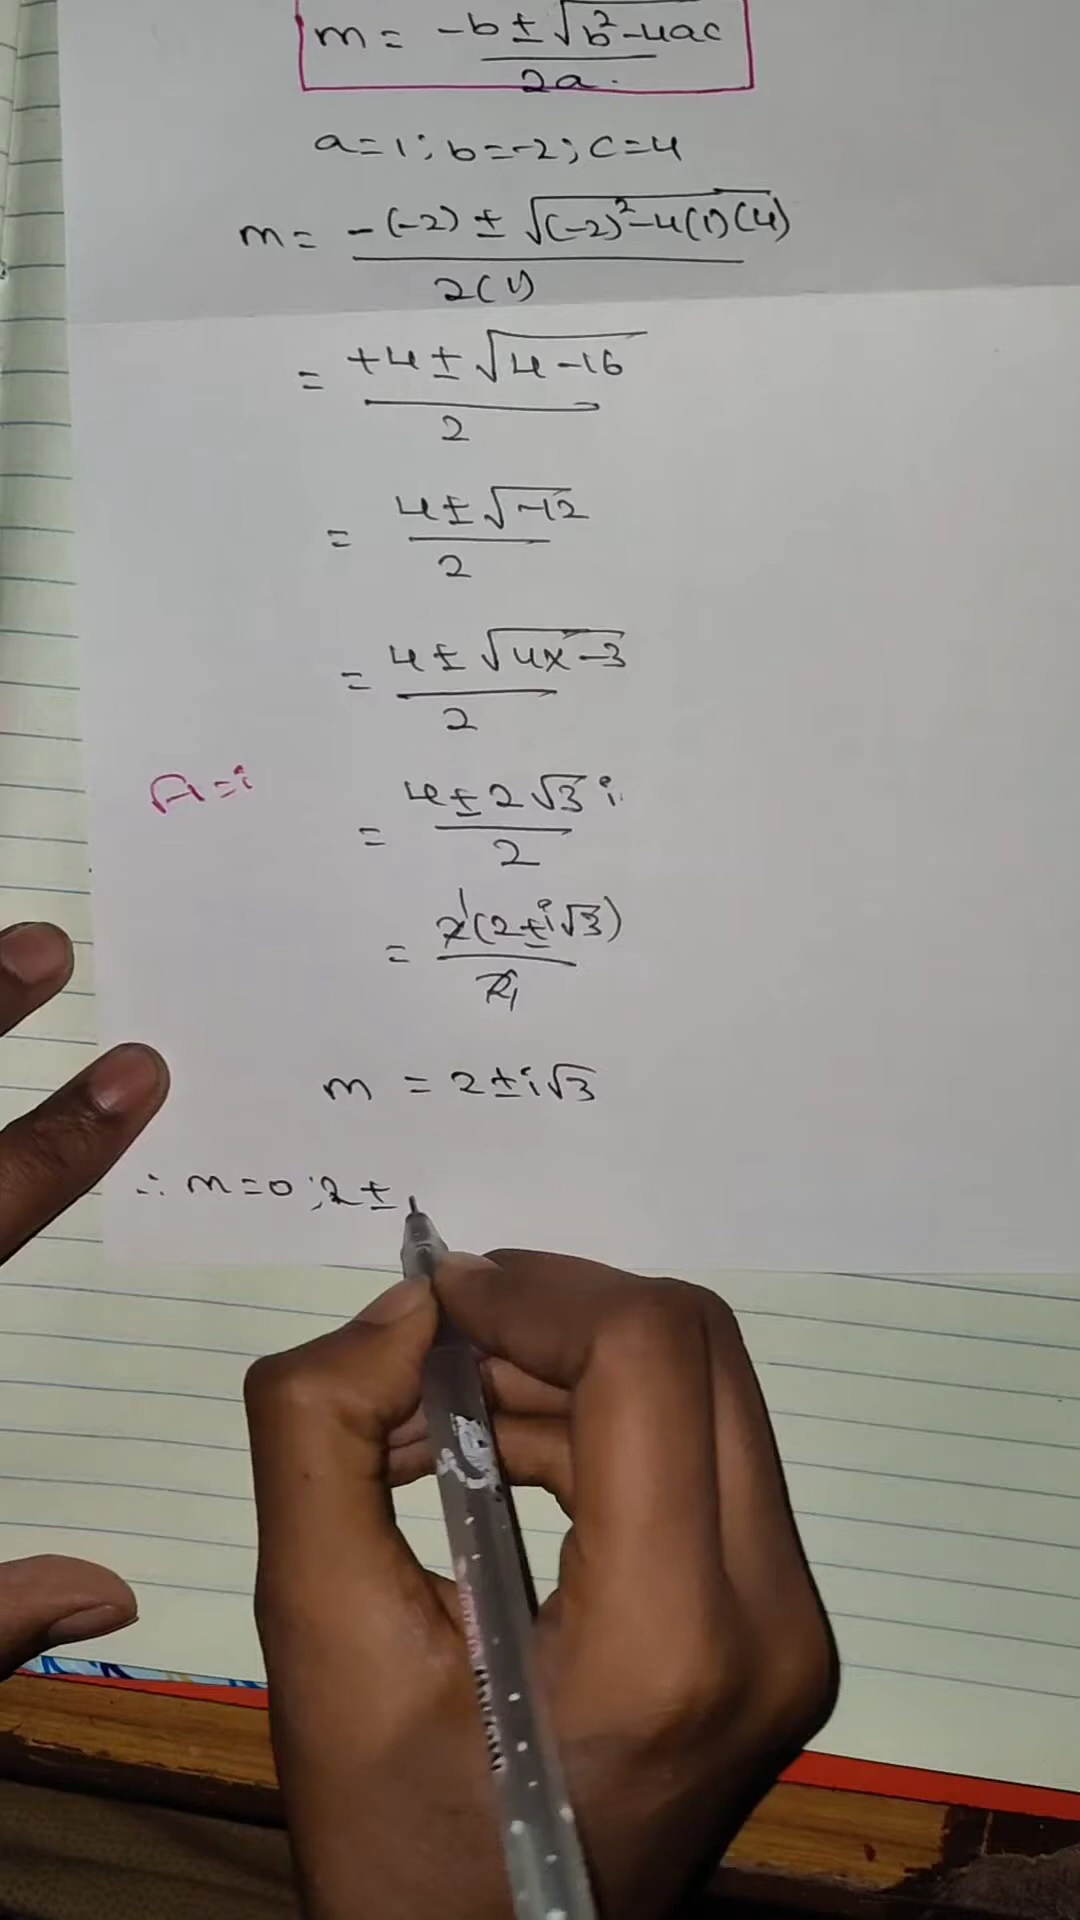 m = -b ± √b²-4ac / 2a.
a=1; b=-2; c=4
m = -(-2) ± √(-2)²-4(1)(4) / 2(1)
= +4 ± √4-16 / 2
= 4 ± √-12 / 2
= 4 ± √4x-3 / 2
√-1 = i
= 4 ± 2√3 i / 2
= 2 1 (2±i√3) / 2 1
m = 2±i√3
∴ m=0; 2 ±